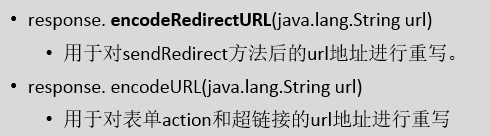 • response. encodeRedirectURL(java.lang.String url)
• 用于对sendRedirect方法后的url地址进行重写。
• response. encodeURL(java.lang.String url)
• 用于对表单action和超链接的url地址进行重写